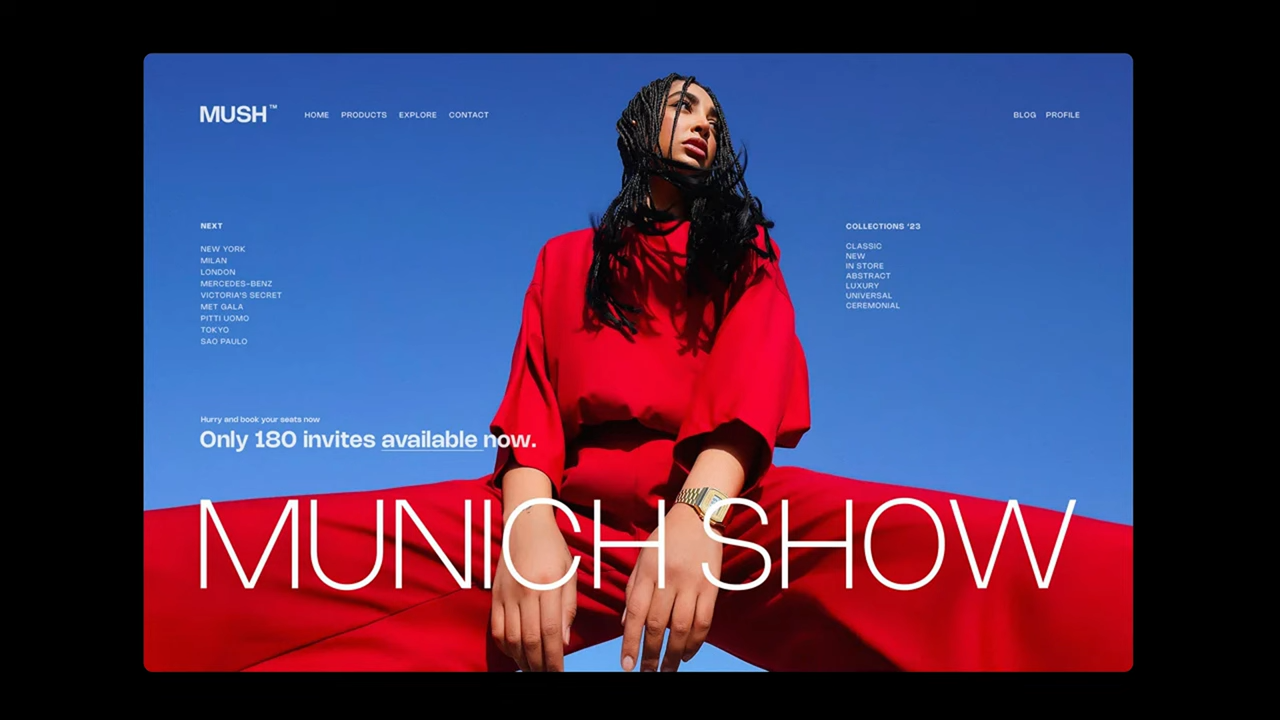 MUSH™
HOME PRODUCTS EXPLORE CONTACT
BLOG PROFILE
NEXT
NEW YORK
MILAN
LONDON
MERCEDES-BENZ
VICTORIA'S SECRET
MET GALA
PITTI UOMO
TOKYO
SAO PAULO
COLLECTIONS '23
CLASSIC
NEW
IN STORE
ABSTRACT
LUXURY
UNIVERSAL
CEREMONIAL
Hurry and book your seats now
Only 180 invites available now.
MUNICH SHOW